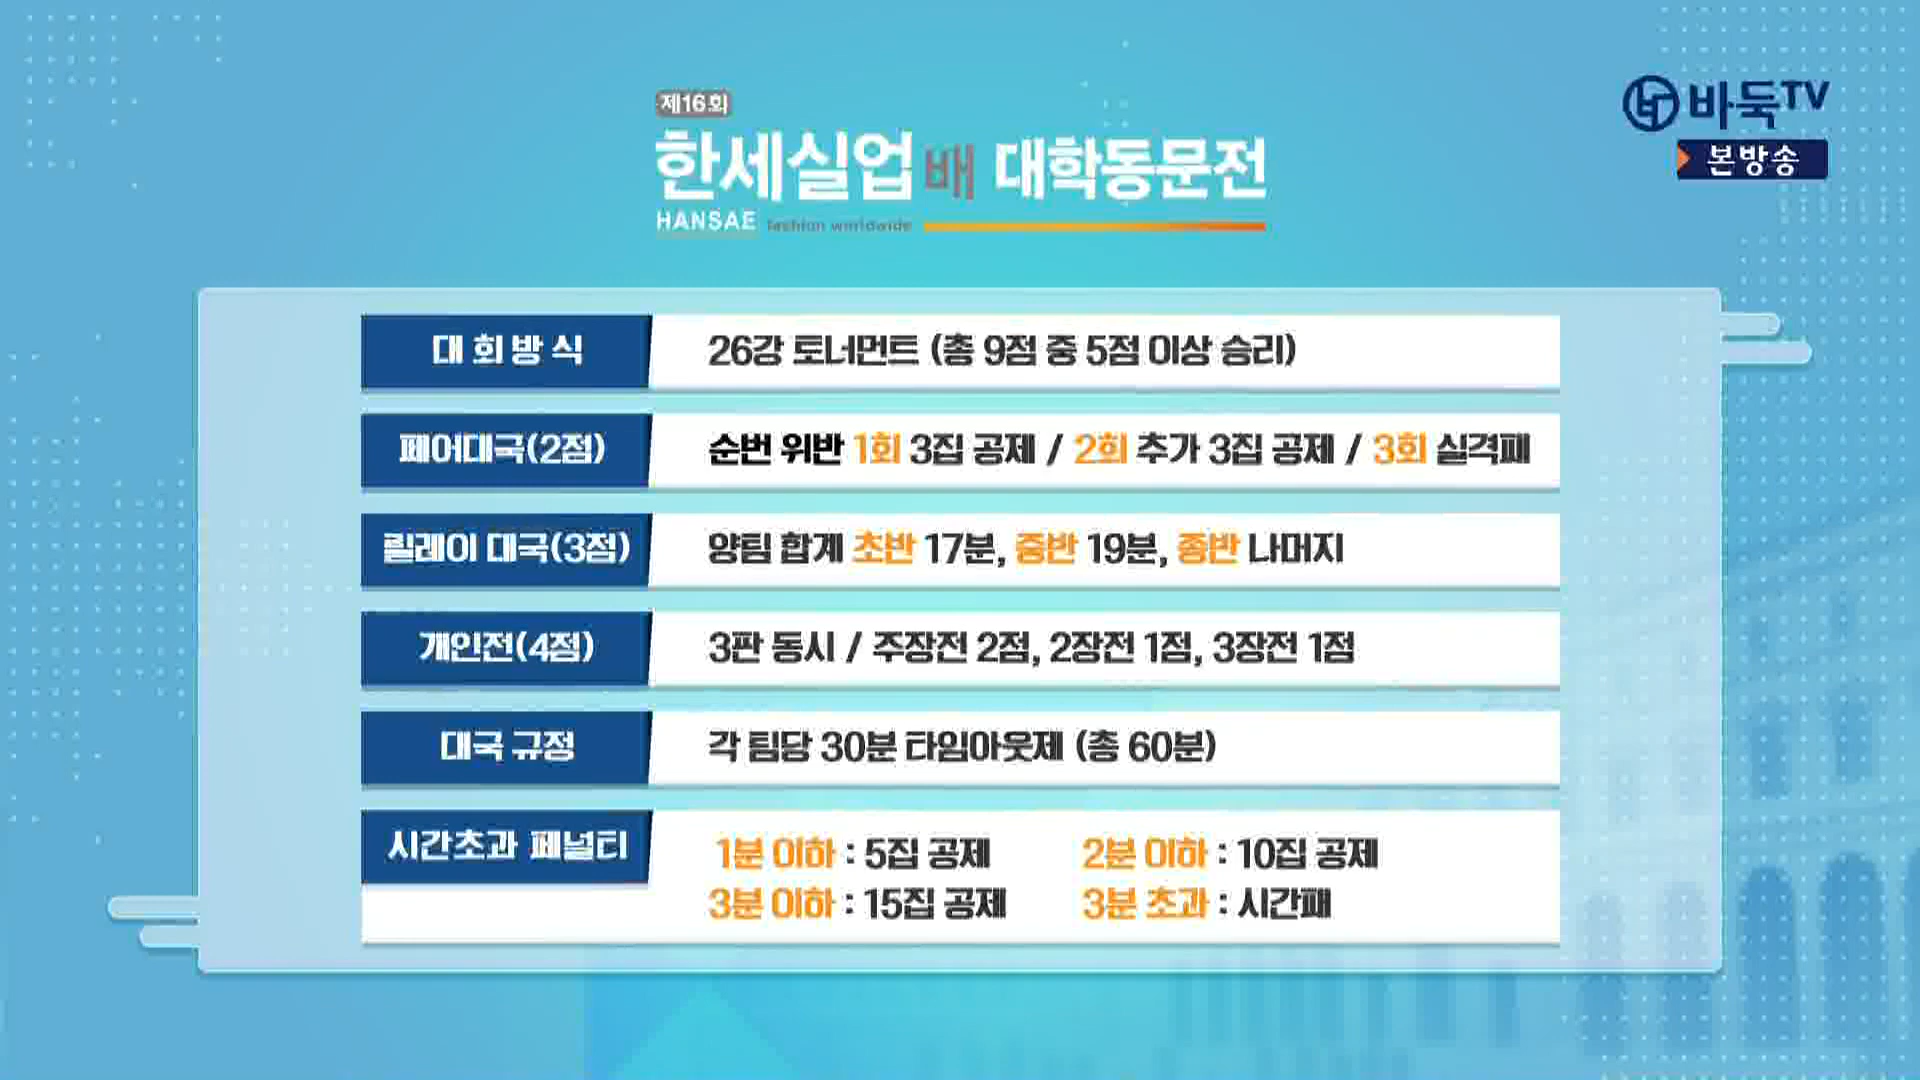 제16회
한세실업배 대학동문전
HANSAE fashion worldwide
바둑TV
본방송
대회방식 26강 토너먼트 (총 9점 중 5점 이상 승리)
페어대국(2점) 순번 위반 1회 3집 공제 / 2회 추가 3집 공제 / 3회 실격패
릴레이 대국(3점) 양팀 합계 초반 17분, 중반 19분, 종반 나머지
개인전(4점) 3판 동시 / 주장전 2점, 2장전 1점, 3장전 1점
대국 규정 각 팀당 30분 타임아웃제 (총 60분)
시간초과 페널티 1분 이하 : 5집 공제 2분 이하 : 10집 공제
3분 이하 : 15집 공제 3분 초과 : 시간패